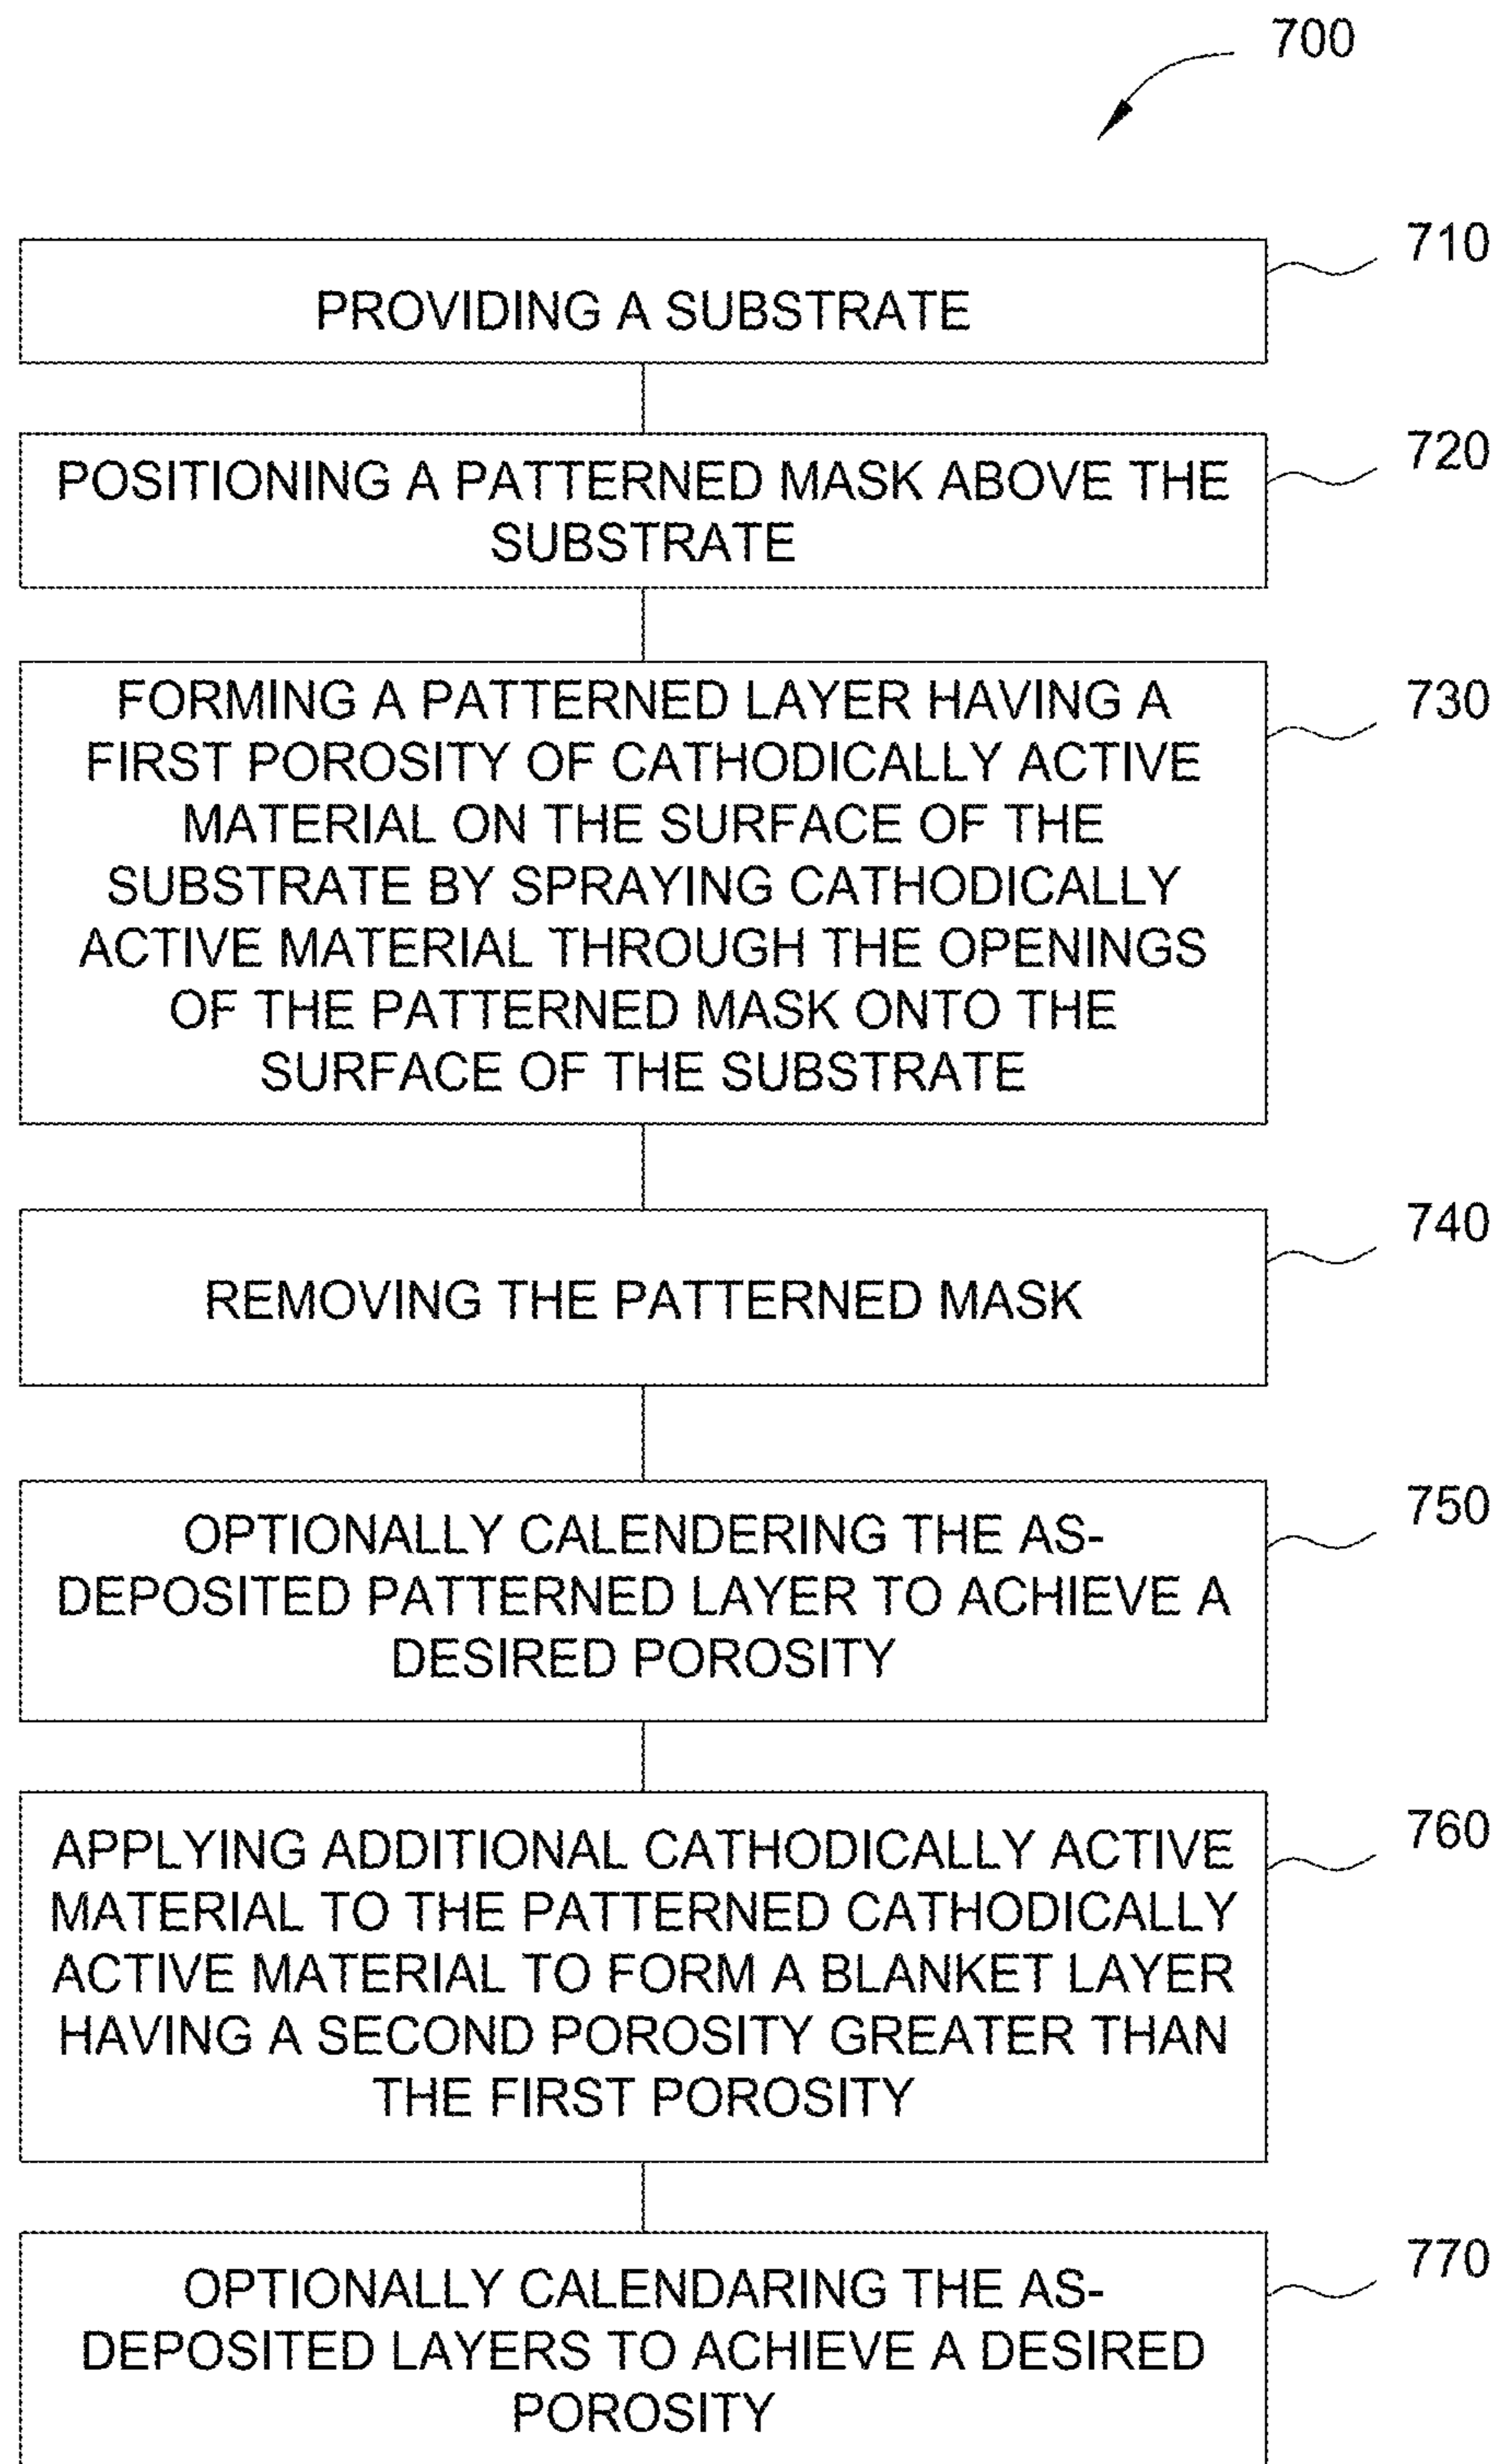 700
710
PROVIDING A SUBSTRATE
720
POSITIONING A PATTERNED MASK ABOVE THE
SUBSTRATE
730
FORMING A PATTERNED LAYER HAVING A
FIRST POROSITY OF CATHODICALLY ACTIVE
MATERIAL ON THE SURFACE OF THE
SUBSTRATE BY SPRAYING CATHODICALLY
ACTIVE MATERIAL THROUGH THE OPENINGS
OF THE PATTERNED MASK ONTO THE
SURFACE OF THE SUBSTRATE
740
REMOVING THE PATTERNED MASK
750
OPTIONALLY CALENDERING THE AS-
DEPOSITED PATTERNED LAYER TO ACHIEVE A
DESIRED POROSITY
760
APPLYING ADDITIONAL CATHODICALLY ACTIVE
MATERIAL TO THE PATTERNED CATHODICALLY
ACTIVE MATERIAL TO FORM A BLANKET LAYER
HAVING A SECOND POROSITY GREATER THAN
THE FIRST POROSITY
770
OPTIONALLY CALENDARING THE AS-
DEPOSITED LAYERS TO ACHIEVE A DESIRED
POROSITY